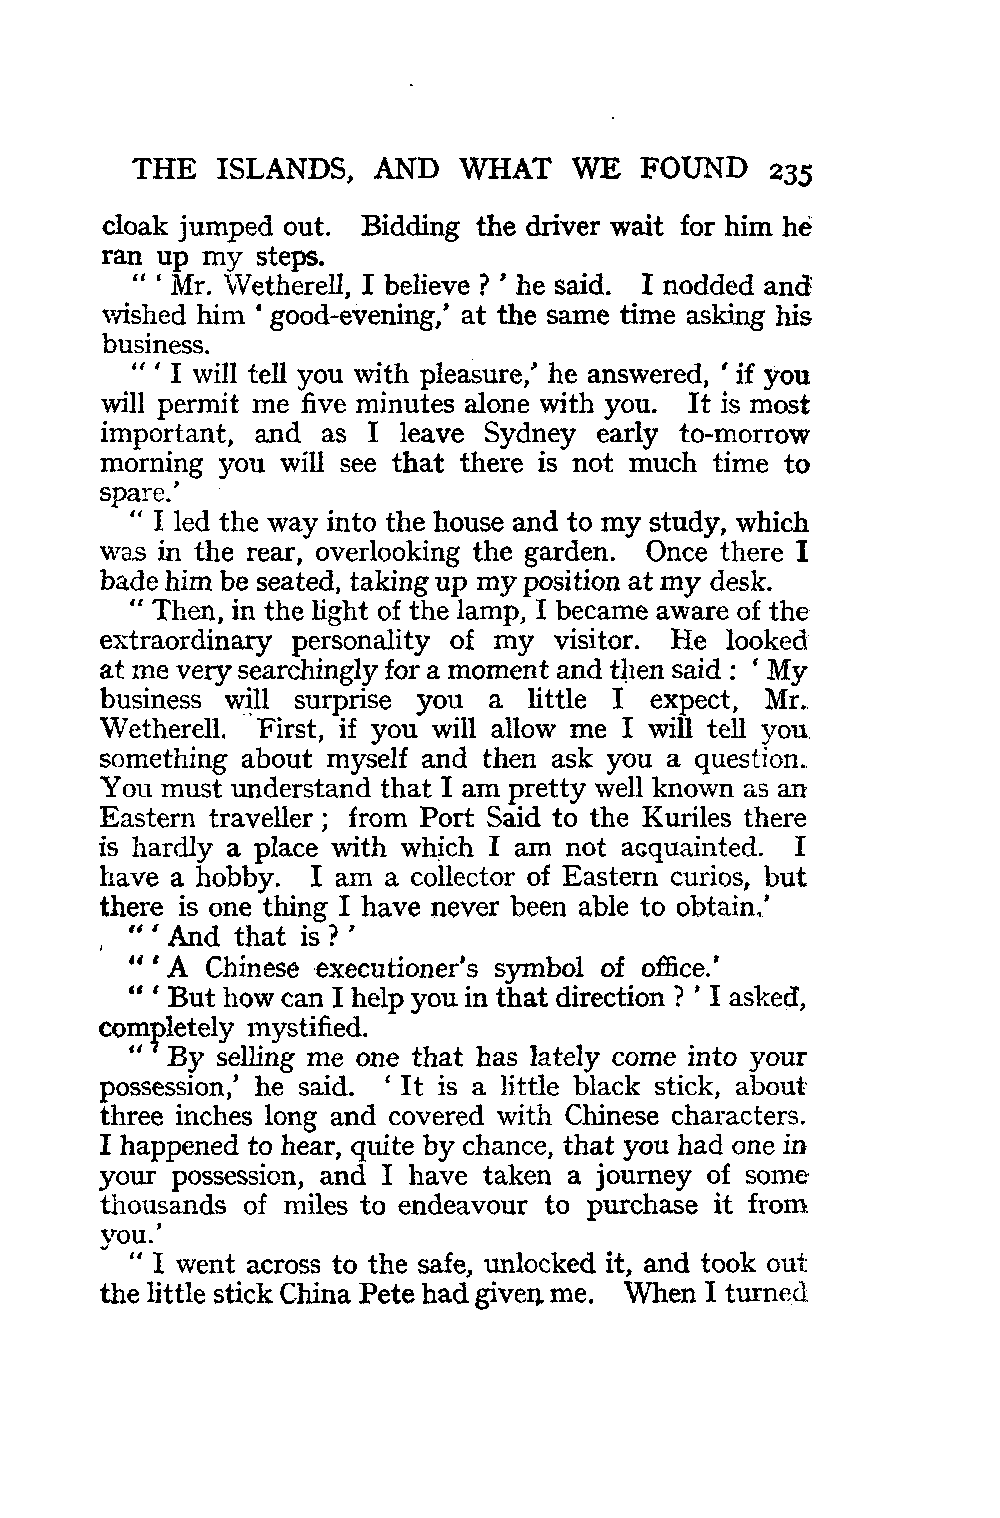 THE ISLANDS, AND WHAT WE FOUND 235
cloak jumped out. Bidding the driver wait for him he
ran up my steps.
" ' Mr. Wetherell, I believe ? ' he said. I nodded and
wished him ' good-evening,' at the same time asking his
business.
" ' I will tell you with pleasure,' he answered, ' if you
will permit me five minutes alone with you. It is most
important, and as I leave Sydney early to-morrow
morning you will see that there is not much time to
spare.'
" I led the way into the house and to my study, which
was in the rear, overlooking the garden. Once there I
bade him be seated, taking up my position at my desk.
" Then, in the light of the lamp, I became aware of the
extraordinary personality of my visitor. He looked
at me very searchingly for a moment and then said : ' My
business will surprise you a little I expect, Mr.
Wetherell. First, if you will allow me I will tell you
something about myself and then ask you a question.
You must understand that I am pretty well known as an
Eastern traveller ; from Port Said to the Kuriles there
is hardly a place with which I am not acquainted. I
have a hobby. I am a collector of Eastern curios, but
there is one thing I have never been able to obtain.'
" ' And that is ? '
" ' A Chinese executioner's symbol of office.'
" ' But how can I help you in that direction ? ' I asked,
completely mystified.
" ' By selling me one that has lately come into your
possession,' he said. ' It is a little black stick, about
three inches long and covered with Chinese characters.
I happened to hear, quite by chance, that you had one in
your possession, and I have taken a journey of some
thousands of miles to endeavour to purchase it from
you.'
" I went across to the safe, unlocked it, and took out
the little stick China Pete had given me. When I turned